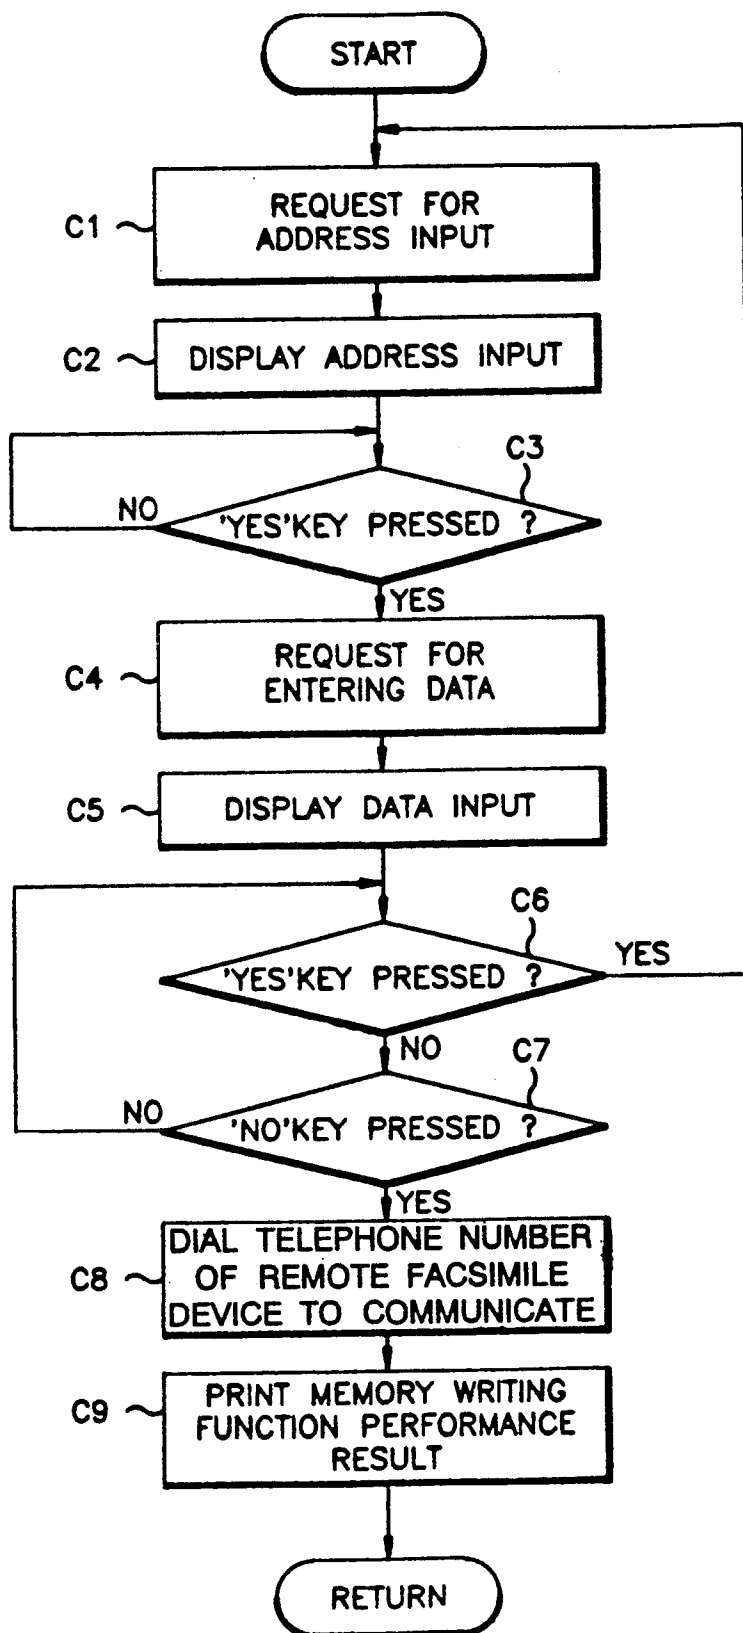 START
C1
REQUEST FOR
ADDRESS INPUT
C2
DISPLAY ADDRESS INPUT
C3
NO
'YES'KEY PRESSED ?
YES
C4
REQUEST FOR
ENTERING DATA
C5
DISPLAY DATA INPUT
C6
'YES'KEY PRESSED ?
YES
NO
C7
NO
'NO'KEY PRESSED ?
YES
C8
DIAL TELEPHONE NUMBER
OF REMOTE FACSIMILE
DEVICE TO COMMUNICATE
C9
PRINT MEMORY WRITING
FUNCTION PERFORMANCE
RESULT
RETURN